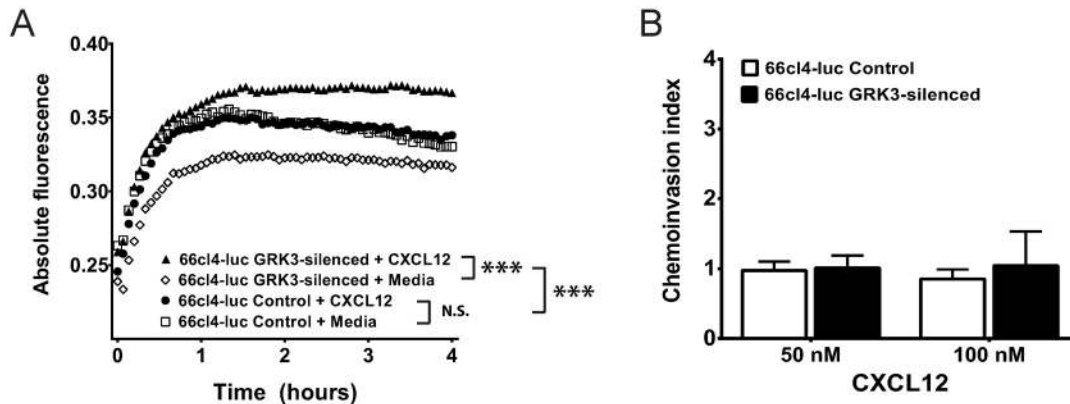 A
Absolute fluorescence
0.40
0.35
0.30
0.25
66cl4-luc GRK3-silenced + CXCL12
66cl4-luc GRK3-silenced + Media
66cl4-luc Control + CXCL12
66cl4-luc Control + Media
***
N.S.
***
0
1
2
3
4
Time (hours)
B
Chemoinvasion index
4
3
2
1
0
66cl4-luc Control
66cl4-luc GRK3-silenced
50 nM
100 nM
CXCL12